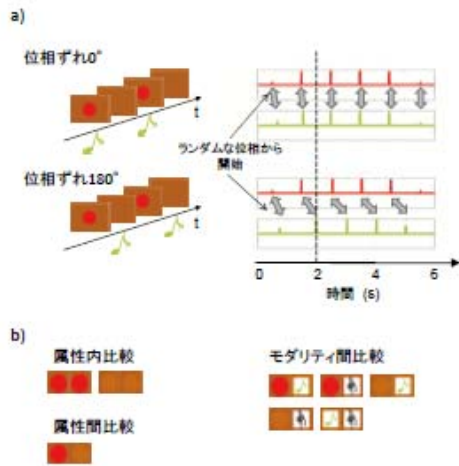 a)
位相ずれ0°
t
ランダムな位相から
開始
位相ずれ180°
t
0 2 4 6
時間 (s)
b)
属性内比較
モダリティ間比較
属性間比較